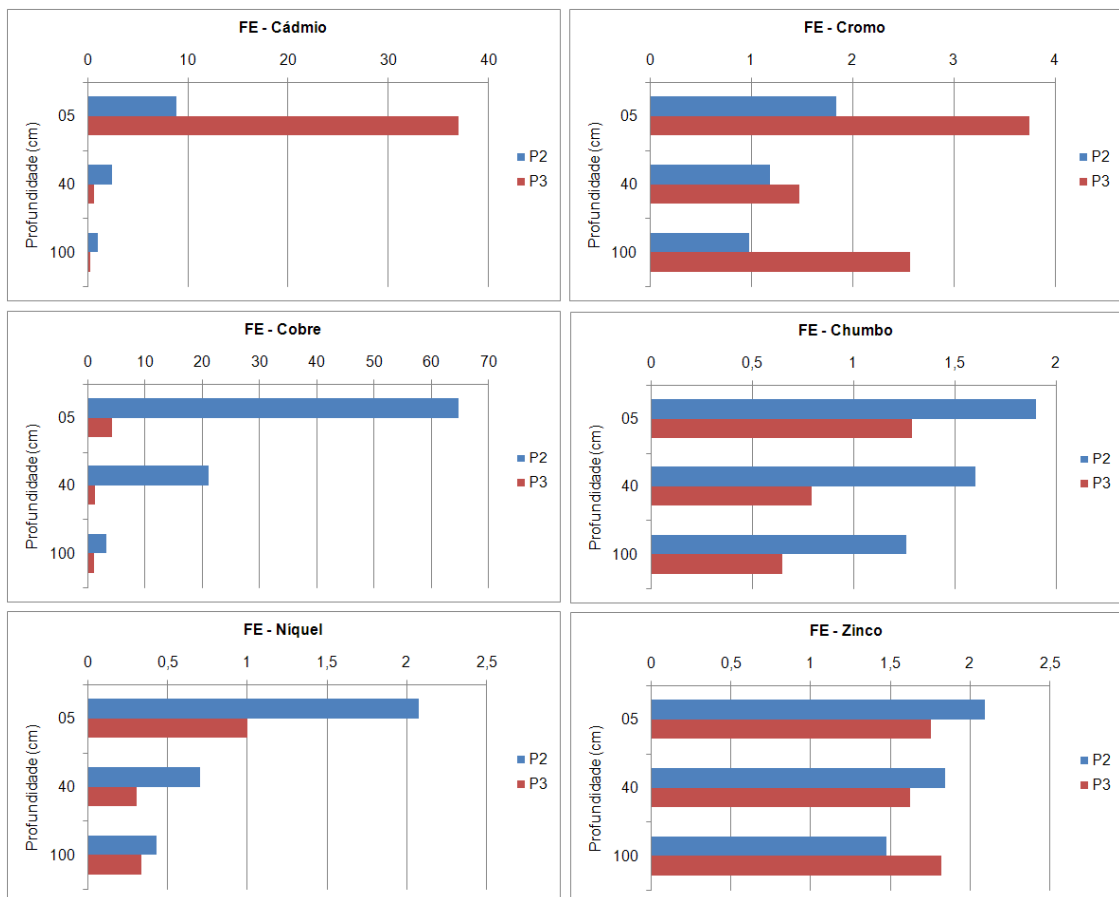 FE - Cádmio
0 10 20 30 40
Profundidade (cm)
05
40
100
P2
P3
FE - Cromo
0 1 2 3 4
Profundidade (cm)
05
40
100
P2
P3
FE - Cobre
0 10 20 30 40 50 60 70
Profundidade (cm)
05
40
100
P2
P3
FE - Chumbo
0 0,5 1 1,5 2
Profundidade (cm)
05
40
100
P2
P3
FE - Níquel
0 0,5 1 1,5 2 2,5
Profundidade (cm)
05
40
100
P2
P3
FE - Zinco
0 0,5 1 1,5 2 2,5
Profundidade (cm)
05
40
100
P2
P3